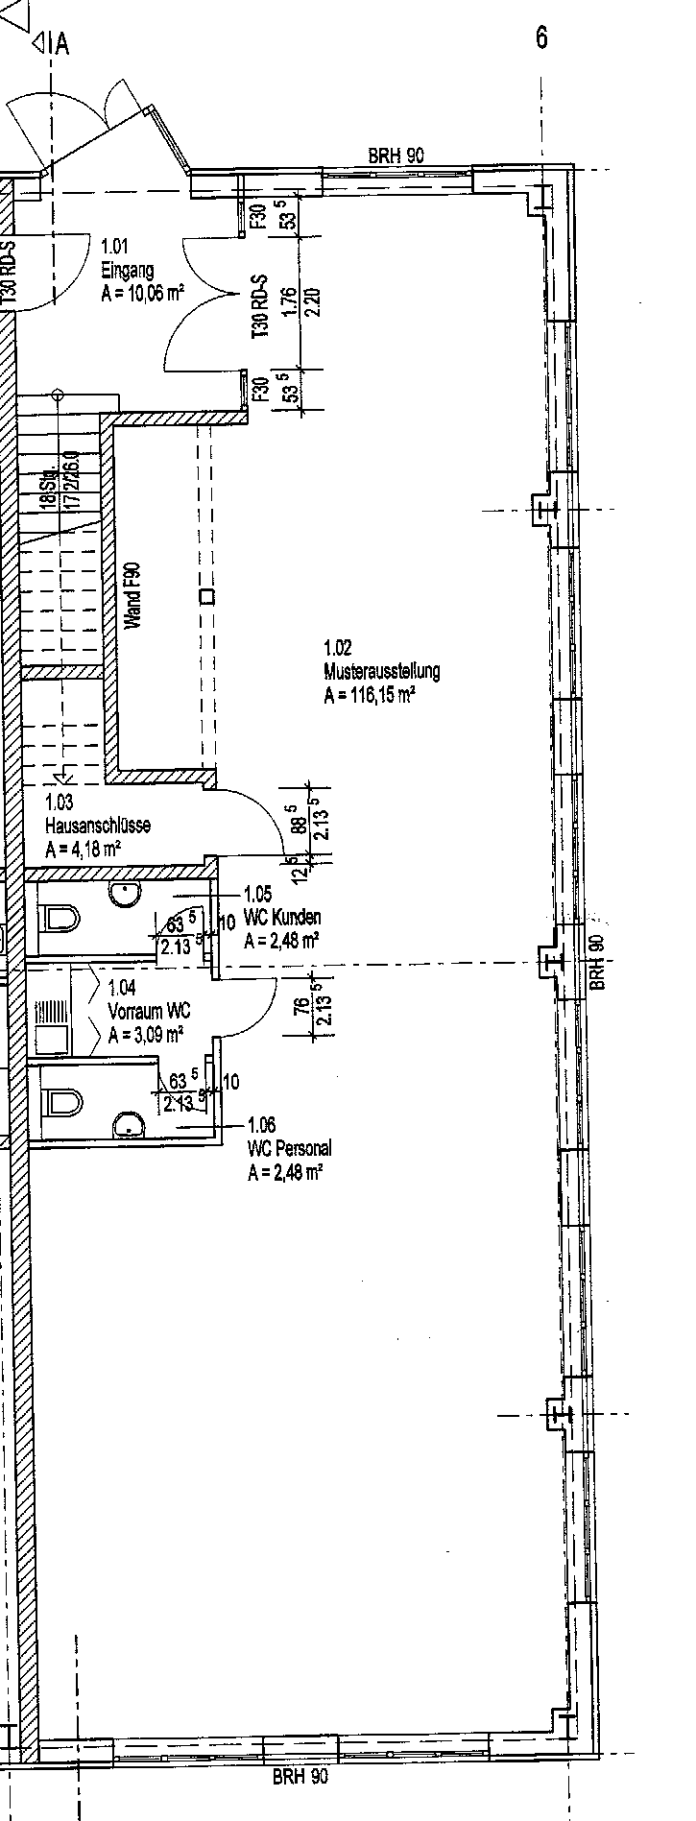 A
6
BRH 90
T30 RD-S
1.01
Eingang
A = 10,06 m²
F30
53 5
T30 RD-S
1.76
2.20
F30
53 5
18 Stg.
17.2/26.0
Wand F90
1.02
Musterausstellung
A = 116,15 m²
1.03
Hausanschlüsse
A = 4,18 m²
88 5
2.13 5
12 5
1.05
WC Kunden
A = 2,48 m²
63 5
2.13 5
10
BRH 90
1.04
Vorraum WC
A = 3,09 m²
76
2.13 5
63 5
2.13 5
10
1.06
WC Personal
A = 2,48 m²
BRH 90